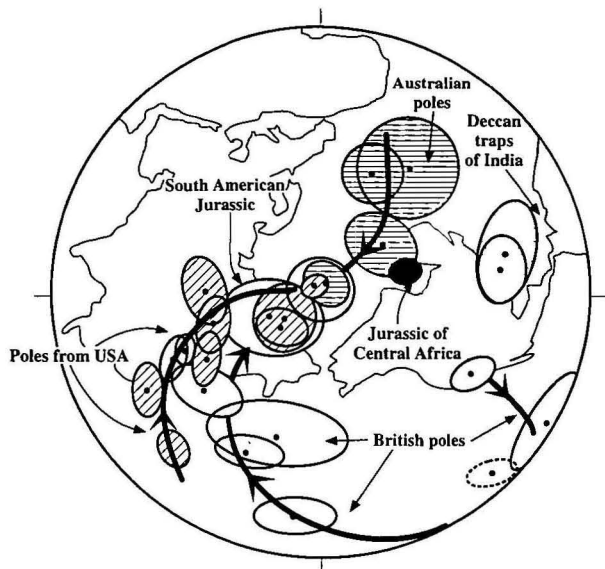 Australian
poles
Deccan
traps
of India
South American
Jurassic
Poles from USA
Jurassic of
Central Africa
British poles